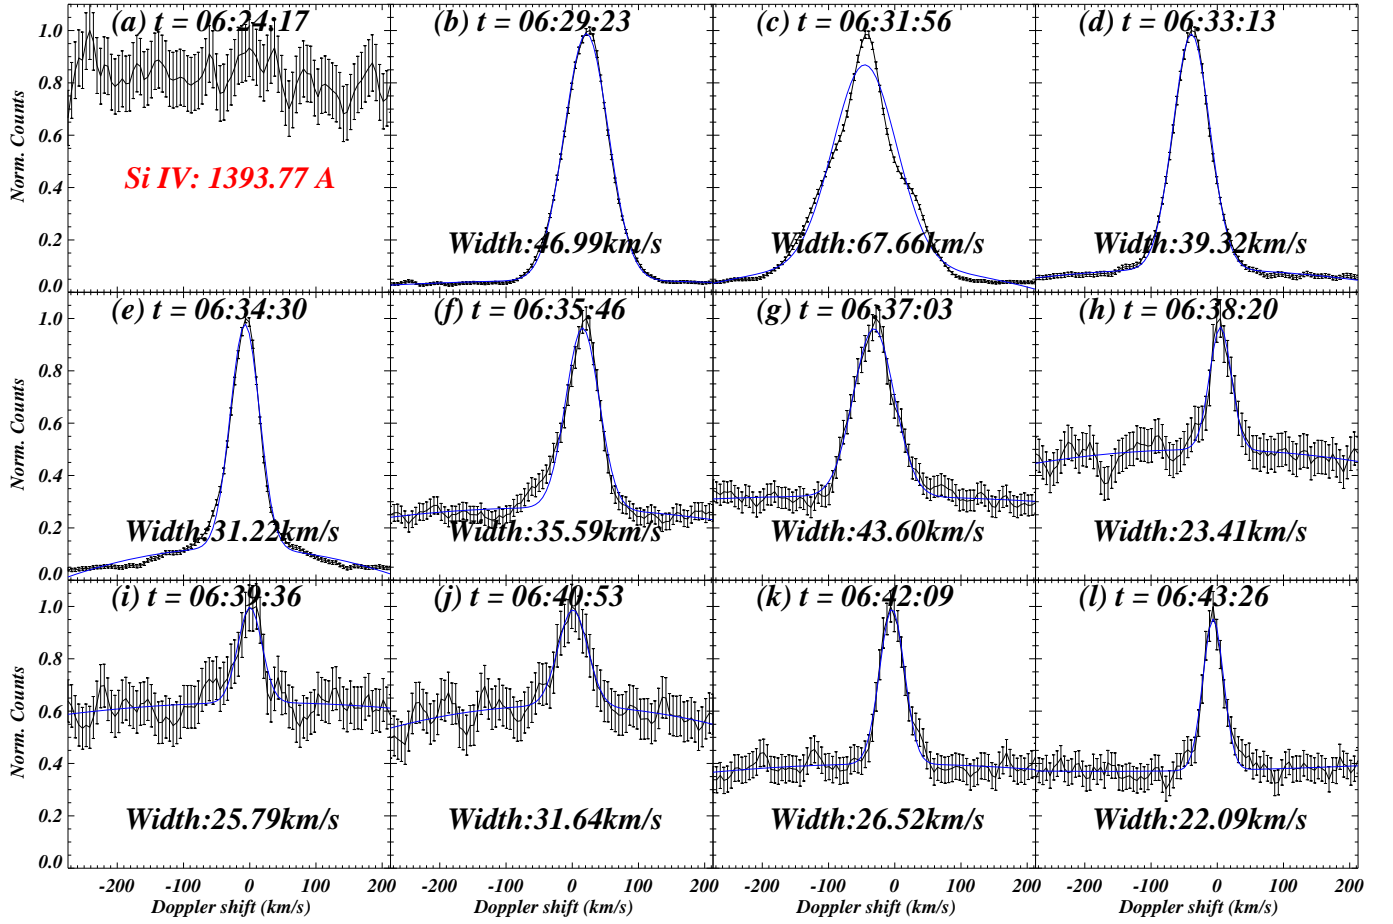 (a) t = 06:24:17
(b) t = 06:29:23
(c) t = 06:31:56
(d) t = 06:33:13
1.0
0.8
0.6
0.4
0.2
0.0
Norm. Counts
Si IV: 1393.77 A
Width:46.99km/s
Width:67.66km/s
Width:39.32km/s
(e) t = 06:34:30
(f) t = 06:35:46
(g) t = 06:37:03
(h) t = 06:38:20
1.0
0.8
0.6
0.4
0.2
0.0
Norm. Counts
Width:31.22km/s
Width:35.59km/s
Width:43.60km/s
Width:23.41km/s
(i) t = 06:39:36
(j) t = 06:40:53
(k) t = 06:42:09
(l) t = 06:43:26
1.0
0.8
0.6
0.4
0.2
0.0
Norm. Counts
Width:25.79km/s
Width:31.64km/s
Width:26.52km/s
Width:22.09km/s
-200 -100 0 100 200
-200 -100 0 100 200
-200 -100 0 100 200
-200 -100 0 100 200
Doppler shift (km/s)
Doppler shift (km/s)
Doppler shift (km/s)
Doppler shift (km/s)